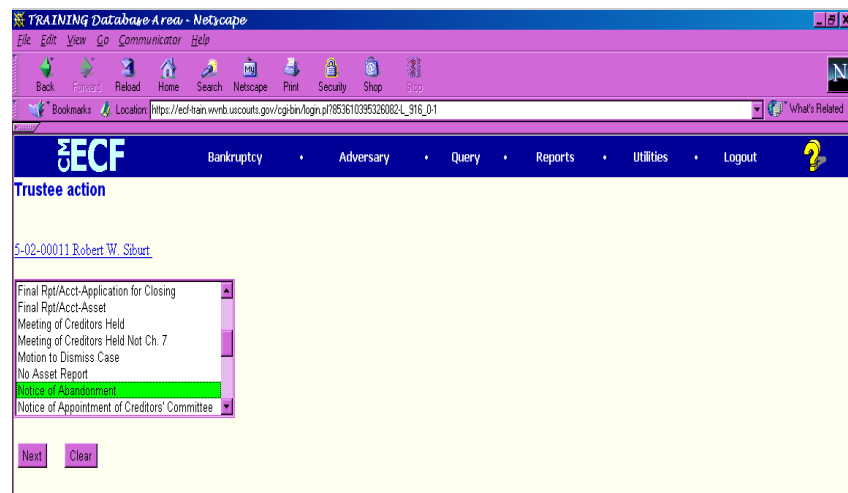 TRAINING Database Area - Netscape
File Edit View Go Communicator Help
Back Forward Reload Home Search Netscape Print Security Shop Stop
My
N
Bookmarks Location: https://ecf-train.wvnb.uscourts.gov/cgi-bin/login.pl?853610395326082-L_916_0-1 What's Related
CM ECF Bankruptcy • Adversary • Query • Reports • Utilities • Logout ?
Trustee action
5-02-00011 Robert W. Siburt
Final Rpt/Acct-Application for Closing
Final Rpt/Acct-Asset
Meeting of Creditors Held
Meeting of Creditors Held Not Ch. 7
Motion to Dismiss Case
No Asset Report
Notice of Abandonment
Notice of Appointment of Creditors' Committee
Next Clear